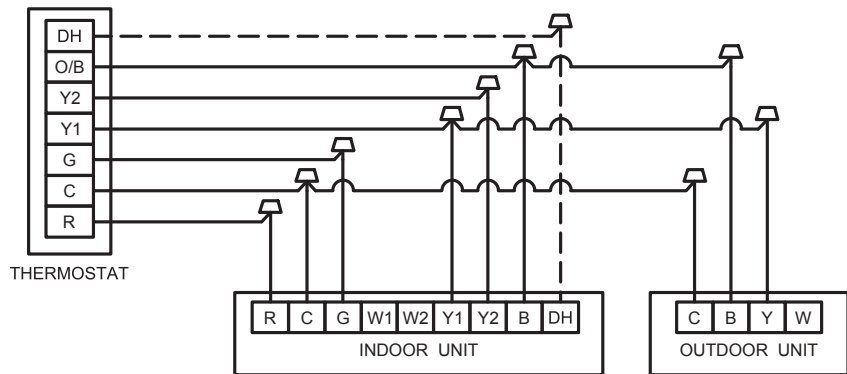 DH
O/B
Y2
Y1
G
C
R
THERMOSTAT
R C G W1 W2 Y1 Y2 B DH
INDOOR UNIT
C B Y W
OUTDOOR UNIT